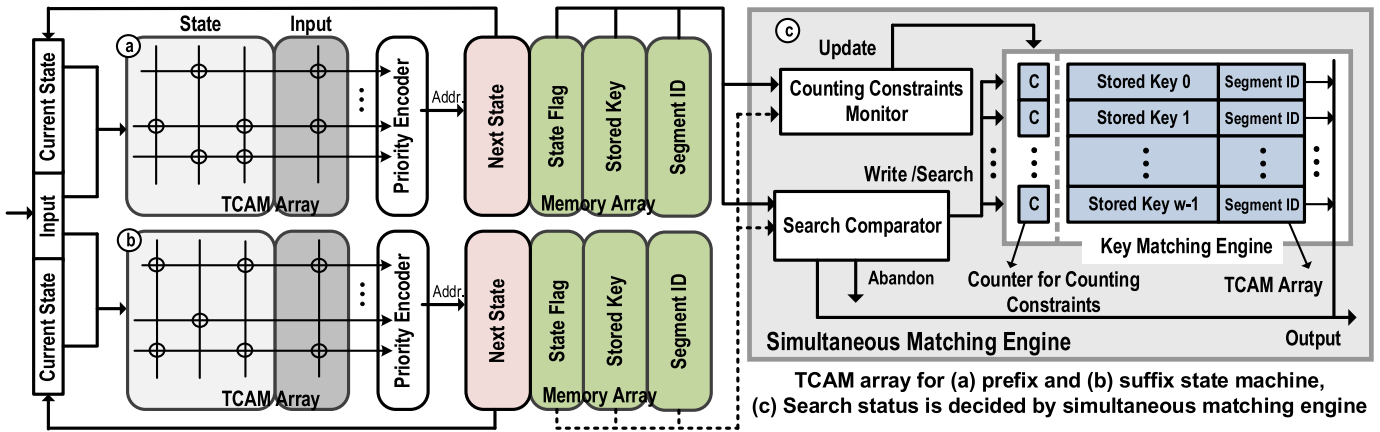 State
Input
a
Current State
Input
Current State
TCAM Array
Priority Encoder
Addr.
Next State
State Flag
Stored Key
Segment ID
Memory Array
b
TCAM Array
Priority Encoder
Addr.
Next State
State Flag
Stored Key
Segment ID
Memory Array
c
Update
Counting Constraints
Monitor
Write /Search
Search Comparator
Abandon
C
Stored Key 0
Segment ID
C
Stored Key 1
Segment ID
C
Stored Key w-1
Segment ID
Key Matching Engine
Counter for Counting
Constraints
TCAM Array
Output
Simultaneous Matching Engine
TCAM array for (a) prefix and (b) suffix state machine,
(c) Search status is decided by simultaneous matching engine